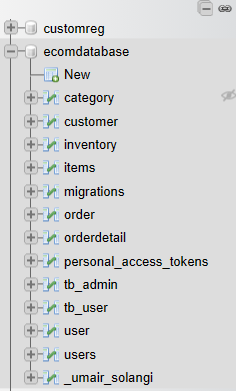 customreg
ecomdatabase
New
category
customer
inventory
items
migrations
order
orderdetail
personal_access_tokens
tb_admin
tb_user
user
users
_umair_solangi